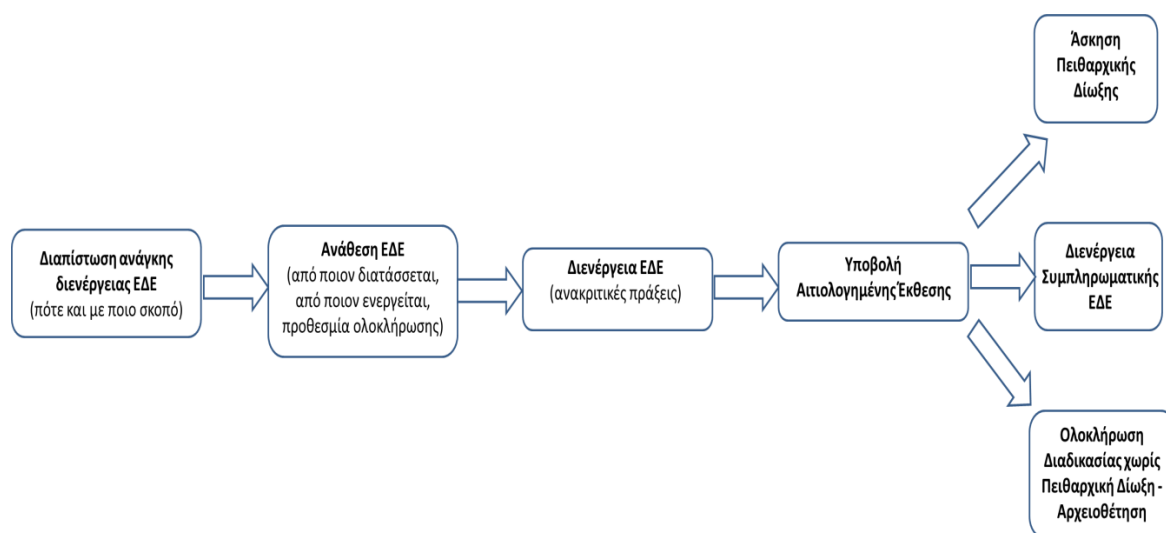 Διαπίστωση ανάγκης
διενέργειας ΕΔΕ
(πότε και με ποιο σκοπό)
Ανάθεση ΕΔΕ
(από ποιον διατάσσεται,
από ποιον ενεργείται,
προθεσμία ολοκλήρωσης)
Διενέργεια ΕΔΕ
(ανακριτικές πράξεις)
Υποβολή
Αιτιολογημένης Έκθεσης
Άσκηση
Πειθαρχικής
Δίωξης
Διενέργεια
Συμπληρωματικής
ΕΔΕ
Ολοκλήρωση
Διαδικασίας χωρίς
Πειθαρχική Δίωξη -
Αρχειοθέτηση